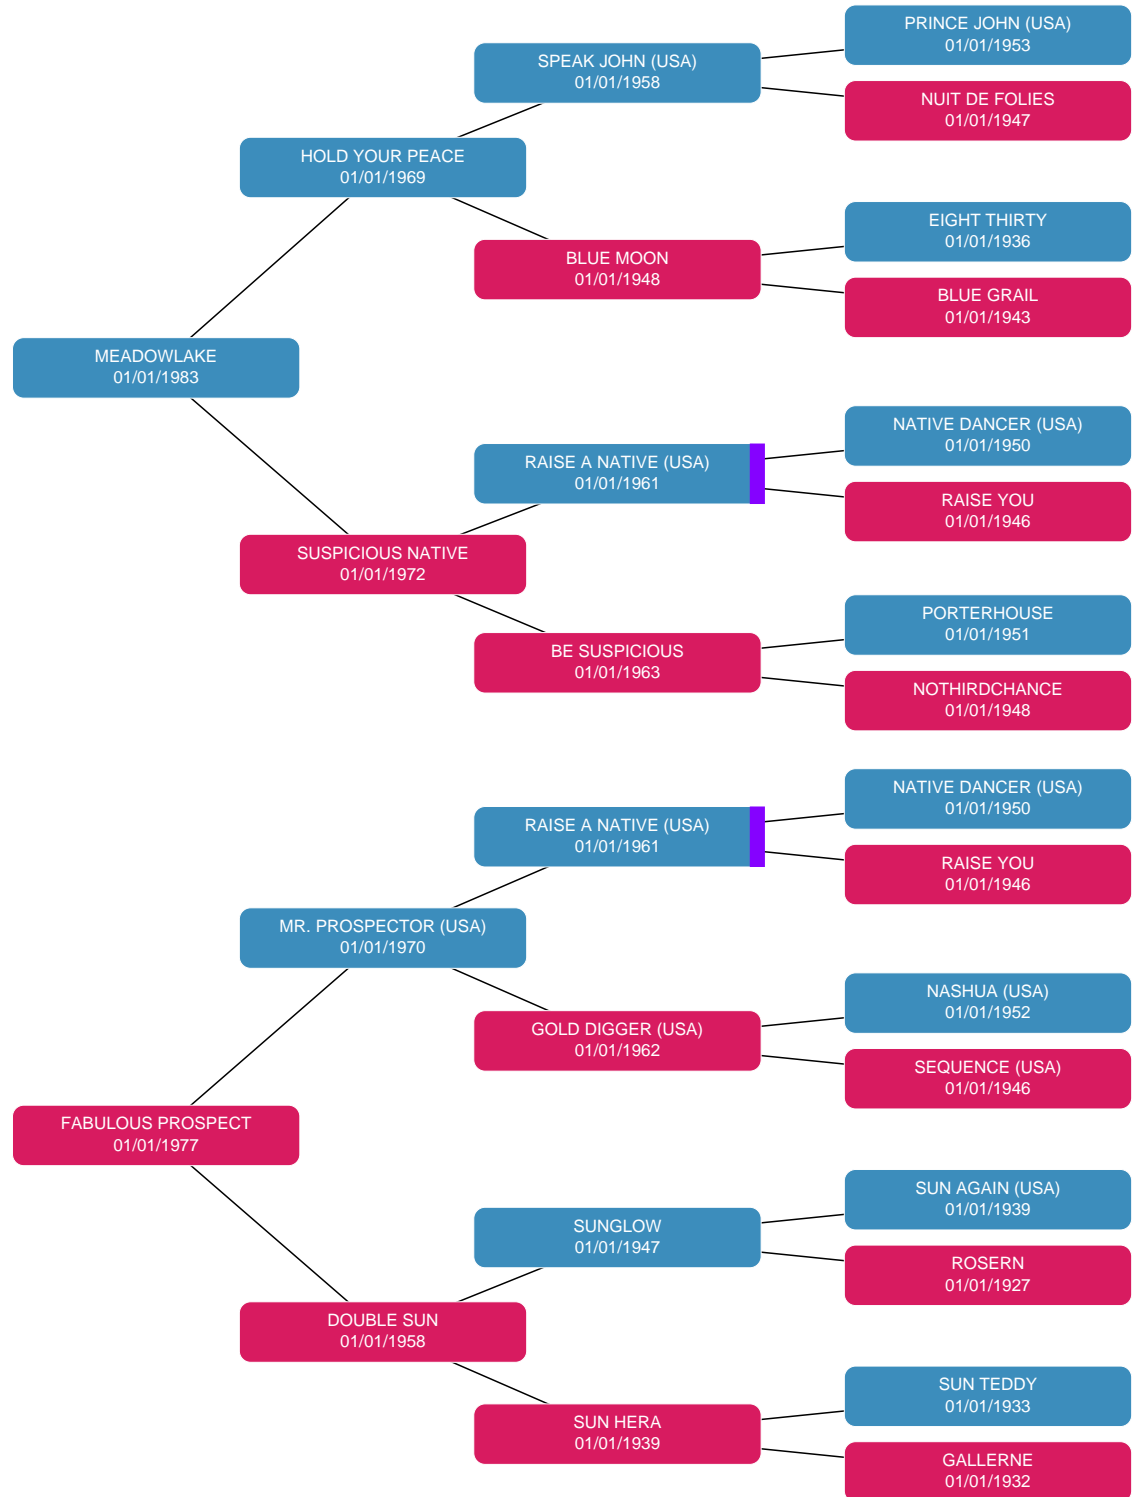 PRINCE JOHN (USA)
01/01/1953
SPEAK JOHN (USA)
01/01/1958
NUIT DE FOLIES
01/01/1947
HOLD YOUR PEACE
01/01/1969
EIGHT THIRTY
01/01/1936
BLUE MOON
01/01/1948
BLUE GRAIL
01/01/1943
MEADOWLAKE
01/01/1983
NATIVE DANCER (USA)
01/01/1950
RAISE A NATIVE (USA)
01/01/1961
RAISE YOU
01/01/1946
SUSPICIOUS NATIVE
01/01/1972
PORTERHOUSE
01/01/1951
BE SUSPICIOUS
01/01/1963
NOTHIRDCHANCE
01/01/1948
NATIVE DANCER (USA)
01/01/1950
RAISE A NATIVE (USA)
01/01/1961
RAISE YOU
01/01/1946
MR. PROSPECTOR (USA)
01/01/1970
NASHUA (USA)
01/01/1952
GOLD DIGGER (USA)
01/01/1962
SEQUENCE (USA)
01/01/1946
FABULOUS PROSPECT
01/01/1977
SUN AGAIN (USA)
01/01/1939
SUNGLOW
01/01/1947
ROSERN
01/01/1927
DOUBLE SUN
01/01/1958
SUN TEDDY
01/01/1933
SUN HERA
01/01/1939
GALLERNE
01/01/1932